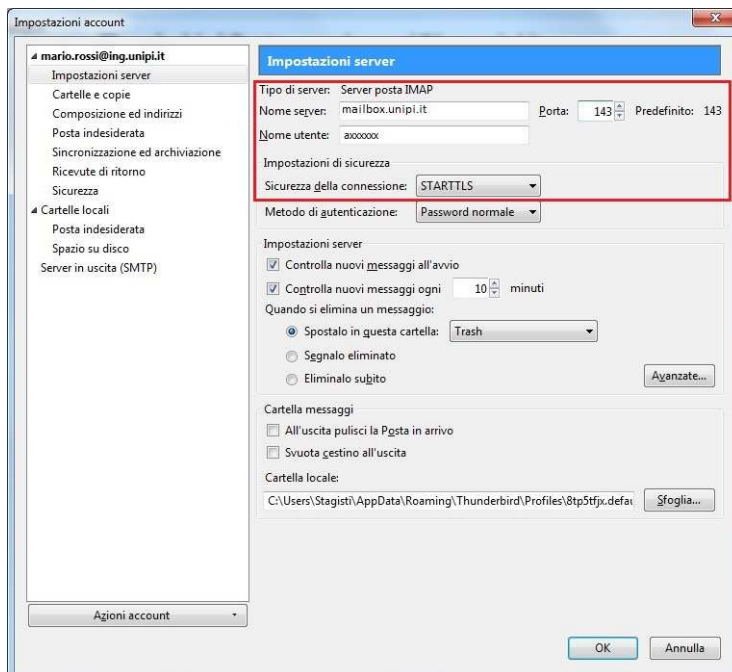 Impostazioni account
mario.rossi@ing.unipi.it
Impostazioni server
Cartelle e copie
Composizione ed indirizzi
Posta indesiderata
Sincronizzazione ed archiviazione
Ricevute di ritorno
Sicurezza
Cartelle locali
Posta indesiderata
Spazio su disco
Server in uscita (SMTP)
Azioni account
Impostazioni server
Tipo di server: Server posta IMAP
Nome server: mailbox.unipi.it Porta: 143 Predefinito: 143
Nome utente: axxxxxx
Impostazioni di sicurezza
Sicurezza della connessione: STARTTLS
Metodo di autenticazione: Password normale
Impostazioni server
Controlla nuovi messaggi all'avvio
Controlla nuovi messaggi ogni 10 minuti
Quando si elimina un messaggio:
Spostalo in questa cartella: Trash
Segnalo eliminato
Eliminalo subito
Avanzate...
Cartella messaggi
All'uscita pulisci la Posta in arrivo
Svuota cestino all'uscita
Cartella locale:
C:\Users\Stagisti\AppData\Roaming\Thunderbird\Profiles\8tp5tfjx.defau Sfoglia...
OK Annulla